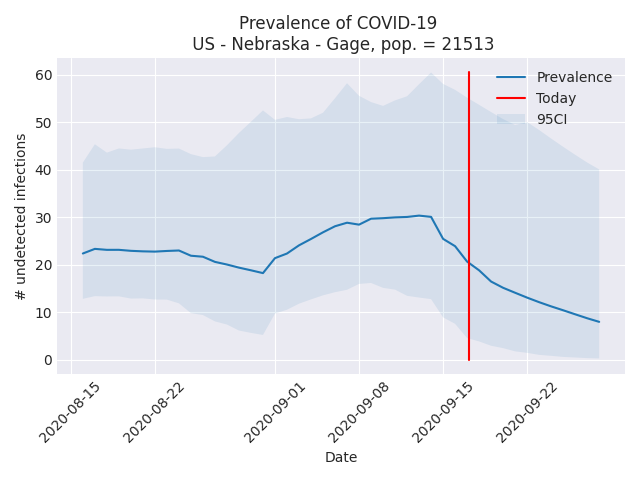 Prevalence of COVID-19
US - Nebraska - Gage, pop. = 21513
Prevalence
Today
95CI
# undetected infections
60
50
40
30
20
10
0
2020-08-15
2020-08-22
2020-09-01
2020-09-08
2020-09-15
2020-09-22
Date